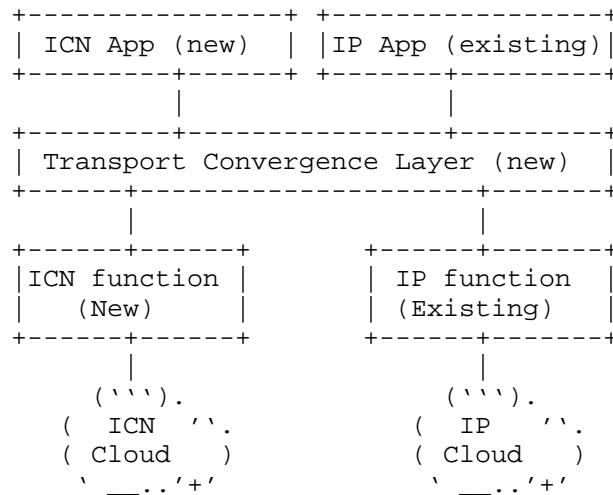 ICN App (new) IP App (existing)
Transport Convergence Layer (new)
ICN function IP function
(New) (Existing)
ICN IP
Cloud Cloud